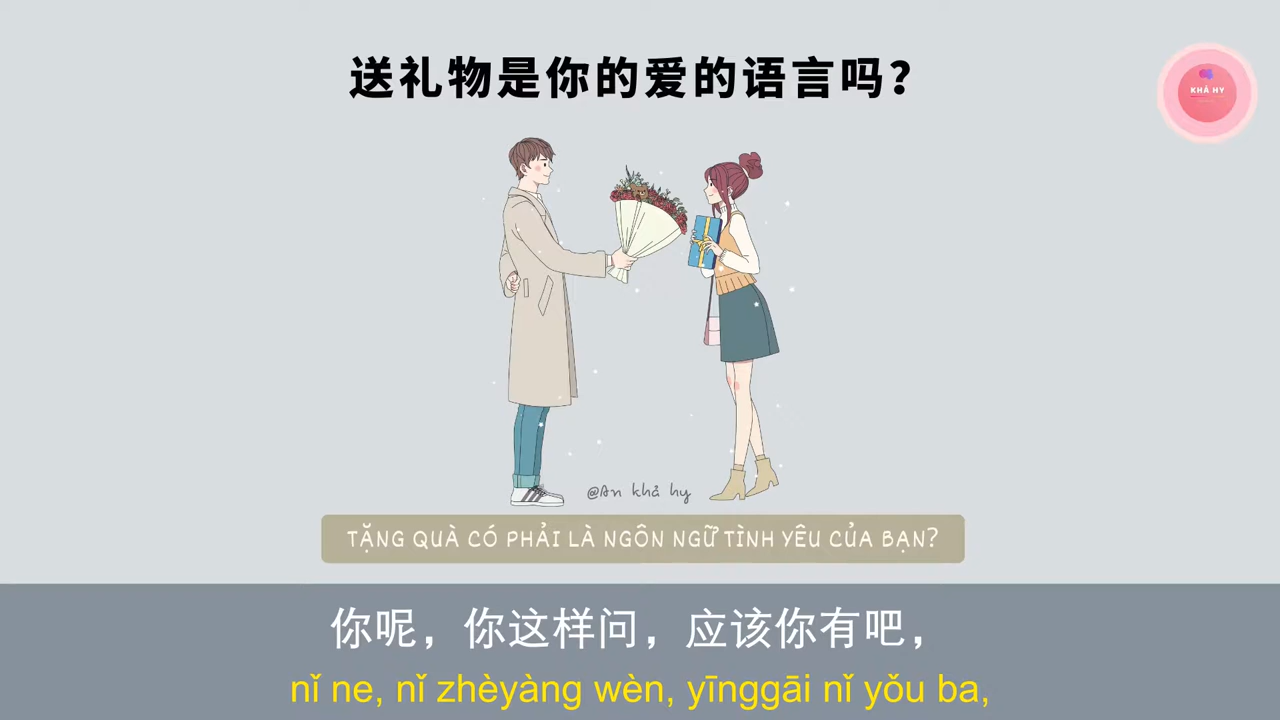 送礼物是你的爱的语言吗？
KHẢ HY
@An khả hy
TẶNG QUÀ CÓ PHẢI LÀ NGÔN NGỮ TÌNH YÊU CỦA BẠN?
你呢，你这样问，应该你有吧，
nǐ ne, nǐ zhèyàng wèn, yīnggāi nǐ yǒu ba,